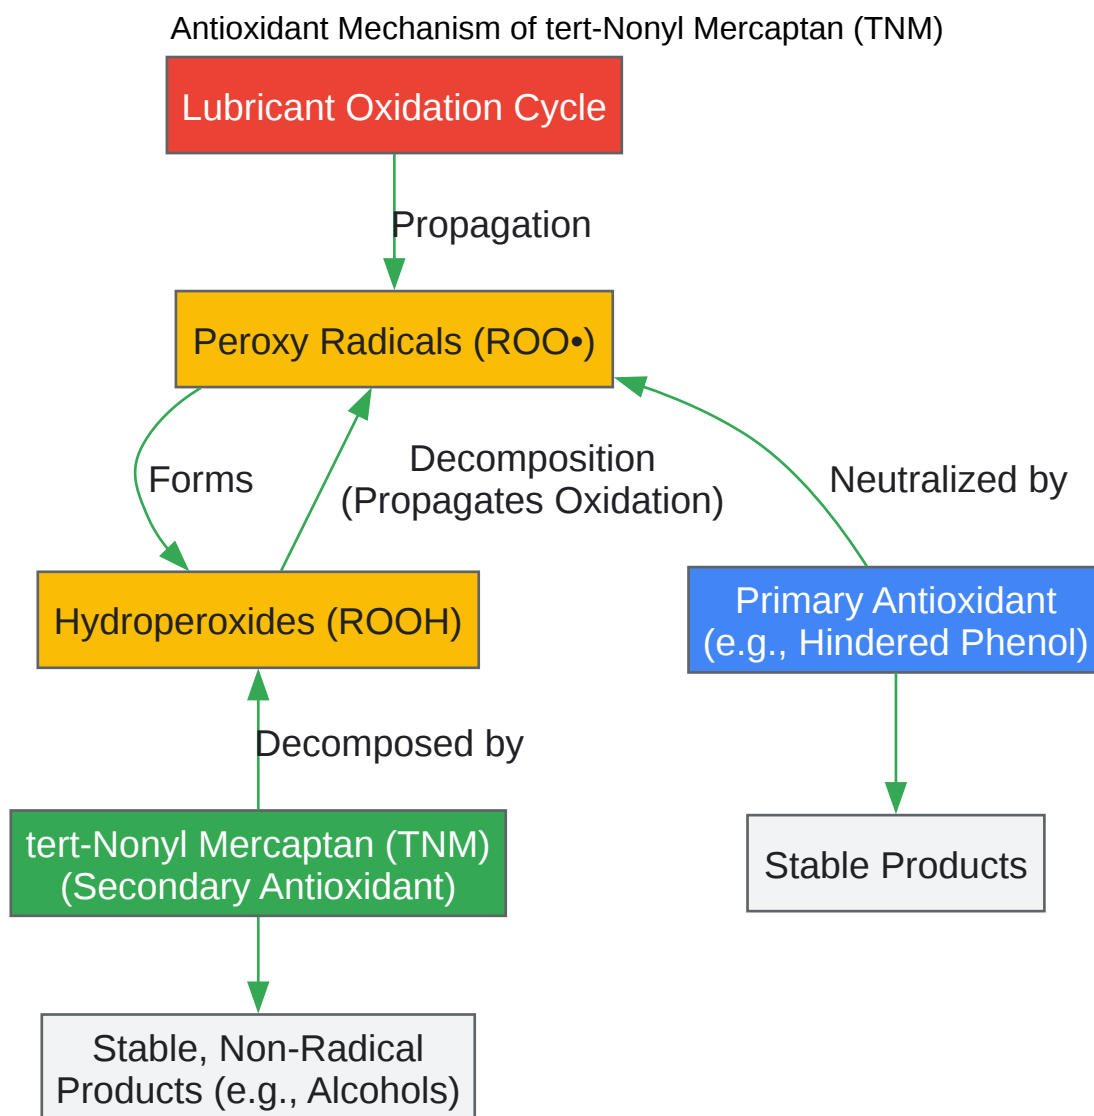 Antioxidant Mechanism of tert-Nonyl Mercaptan (TNM)
Lubricant Oxidation Cycle
Propagation
Peroxy Radicals (ROO•)
Forms
Decomposition
(Propagates Oxidation)
Neutralized by
Hydroperoxides (ROOH)
Primary Antioxidant
(e.g., Hindered Phenol)
Decomposed by
tert-Nonyl Mercaptan (TNM)
(Secondary Antioxidant)
Stable Products
Stable, Non-Radical
Products (e.g., Alcohols)